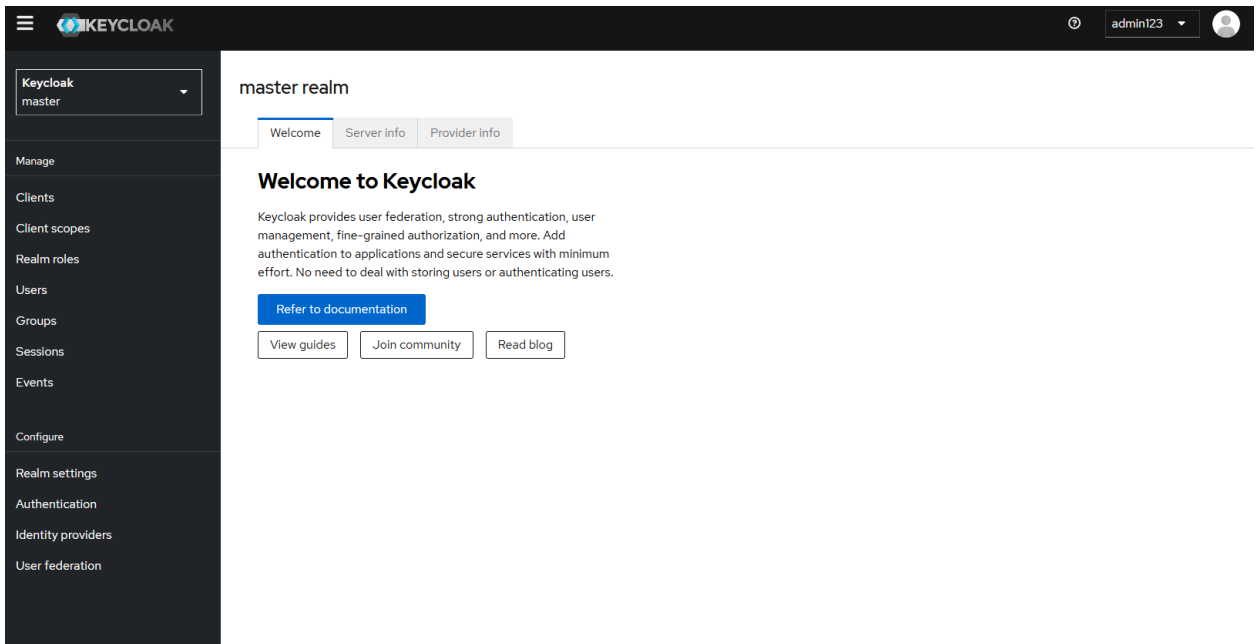 KEYCLOAK
admin123
Keycloak
master
Manage
Clients
Client scopes
Realm roles
Users
Groups
Sessions
Events
Configure
Realm settings
Authentication
Identity providers
User federation
master realm
Welcome Server info Provider info
Welcome to Keycloak
Keycloak provides user federation, strong authentication, user
management, fine-grained authorization, and more. Add
authentication to applications and secure services with minimum
effort. No need to deal with storing users or authenticating users.
Refer to documentation
View guides Join community Read blog